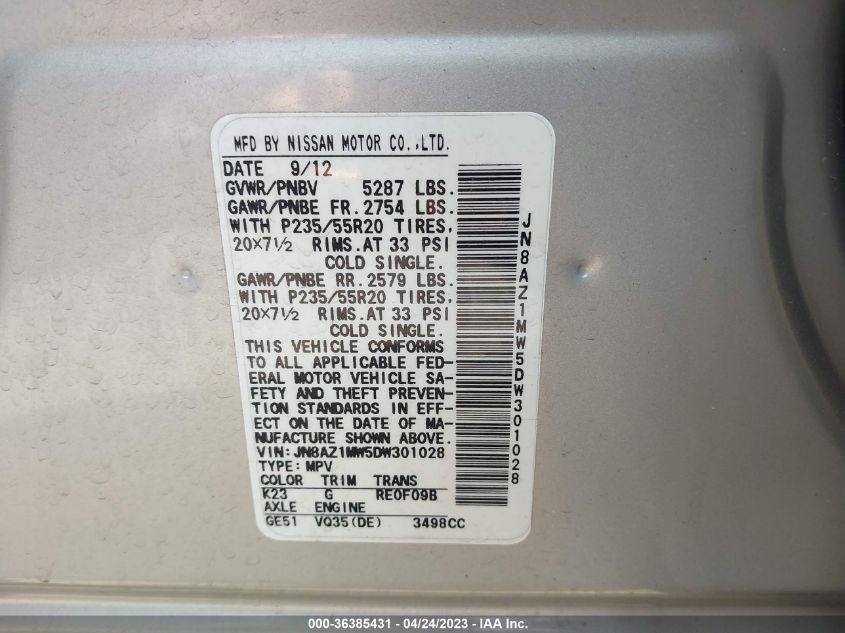 MFD BY NISSAN MOTOR CO.,LTD.
DATE 9/12
GVWR/PNBV 5287 LBS.
GAWR/PNBE FR. 2754 LBS.
WITH P235/55R20 TIRES,
20×7½ RIMS.AT 33 PSI
COLD SINGLE.
GAWR/PNBE RR. 2579 LBS.
WITH P235/55R20 TIRES,
20×7½ RIMS.AT 33 PSI
COLD SINGLE.
THIS VEHICLE CONFORMS
TO ALL APPLICABLE FED-
ERAL MOTOR VEHICLE SA-
FETY AND THEFT PREVEN-
TION STANDARDS IN EFF-
ECT ON THE DATE OF MA-
NUFACTURE SHOWN ABOVE.
VIN:JN8AZ1MW5DW301028
TYPE:MPV
COLOR TRIM TRANS
K23 G RE0F09B
AXLE ENGINE
GE51 VQ35(DE) 3498CC
JN8AZ1MW5DW301028
000-36385431 - 04/24/2023 - IAA Inc.